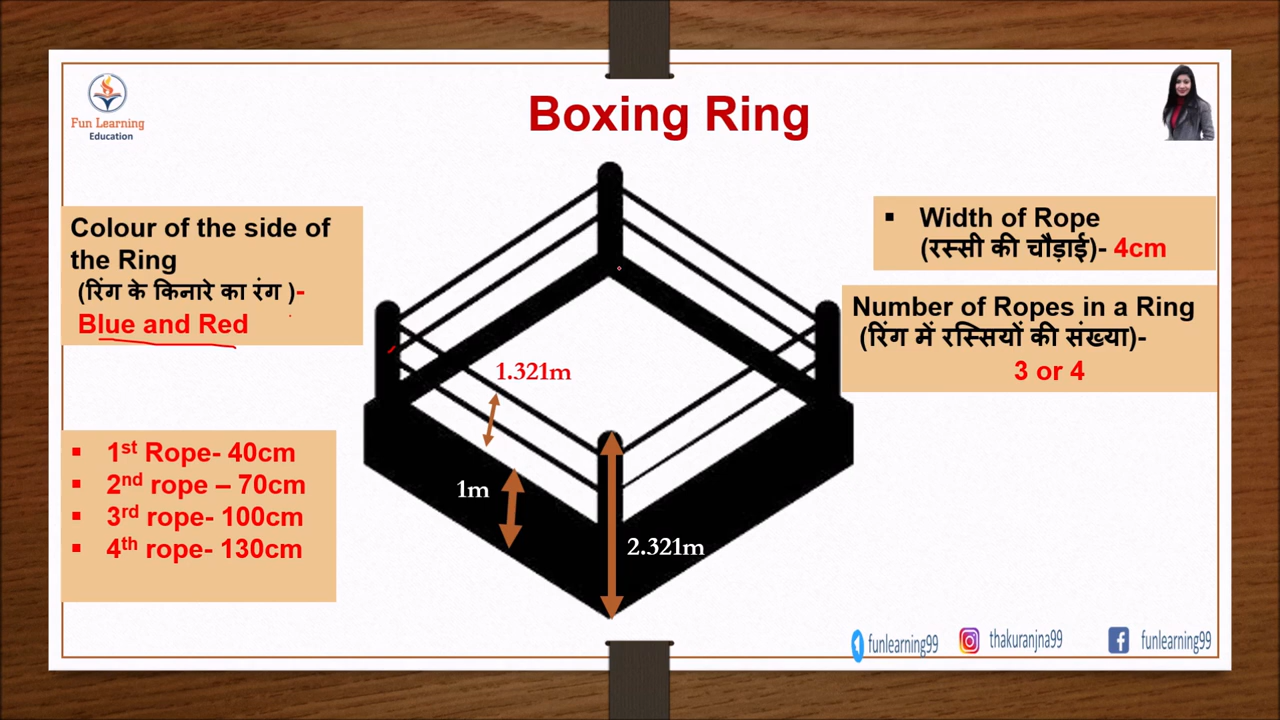 Fun Learning
Education
Boxing Ring
Colour of the side of
the Ring
(रिंग के किनारे का रंग )-
Blue and Red
1st Rope- 40cm
2nd rope – 70cm
3rd rope- 100cm
4th rope- 130cm
1.321m
1m
2.321m
Width of Rope
(रस्सी की चौड़ाई)- 4cm
Number of Ropes in a Ring
(रिंग में रस्सियों की संख्या)-
3 or 4
funlearning99
thakuranjna99
funlearning99